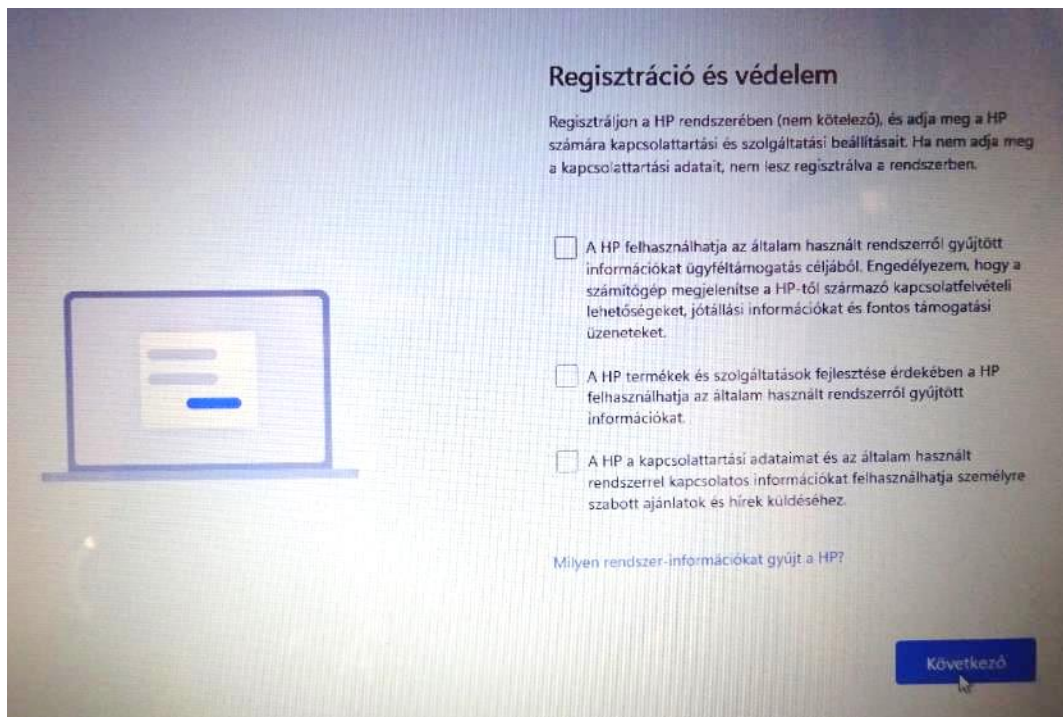 Regisztráció és védelem
Regisztráljon a HP rendszerében (nem kötelező), és adja meg a HP
számára kapcsolattartási és szolgáltatási beállításait. Ha nem adja meg
a kapcsolattartási adatait, nem lesz regisztrálva a rendszerben.
A HP felhasználhatja az általam használt rendszerről gyűjtött
információkat ügyféltámogatás céljából. Engedélyezem, hogy a
számítógép megjelenítse a HP-től származó kapcsolatfelvételi
lehetőségeket, jótállási információkat és fontos támogatási
üzeneteket.
A HP termékek és szolgáltatások fejlesztése érdekében a HP
felhasználhatja az általam használt rendszerről gyűjtött
információkat.
A HP a kapcsolattartási adataimat és az általam használt
rendszerrel kapcsolatos információkat felhasználhatja személyre
szabott ajánlatok és hírek küldéséhez.
Milyen rendszer-információkat gyűjt a HP?
Következő